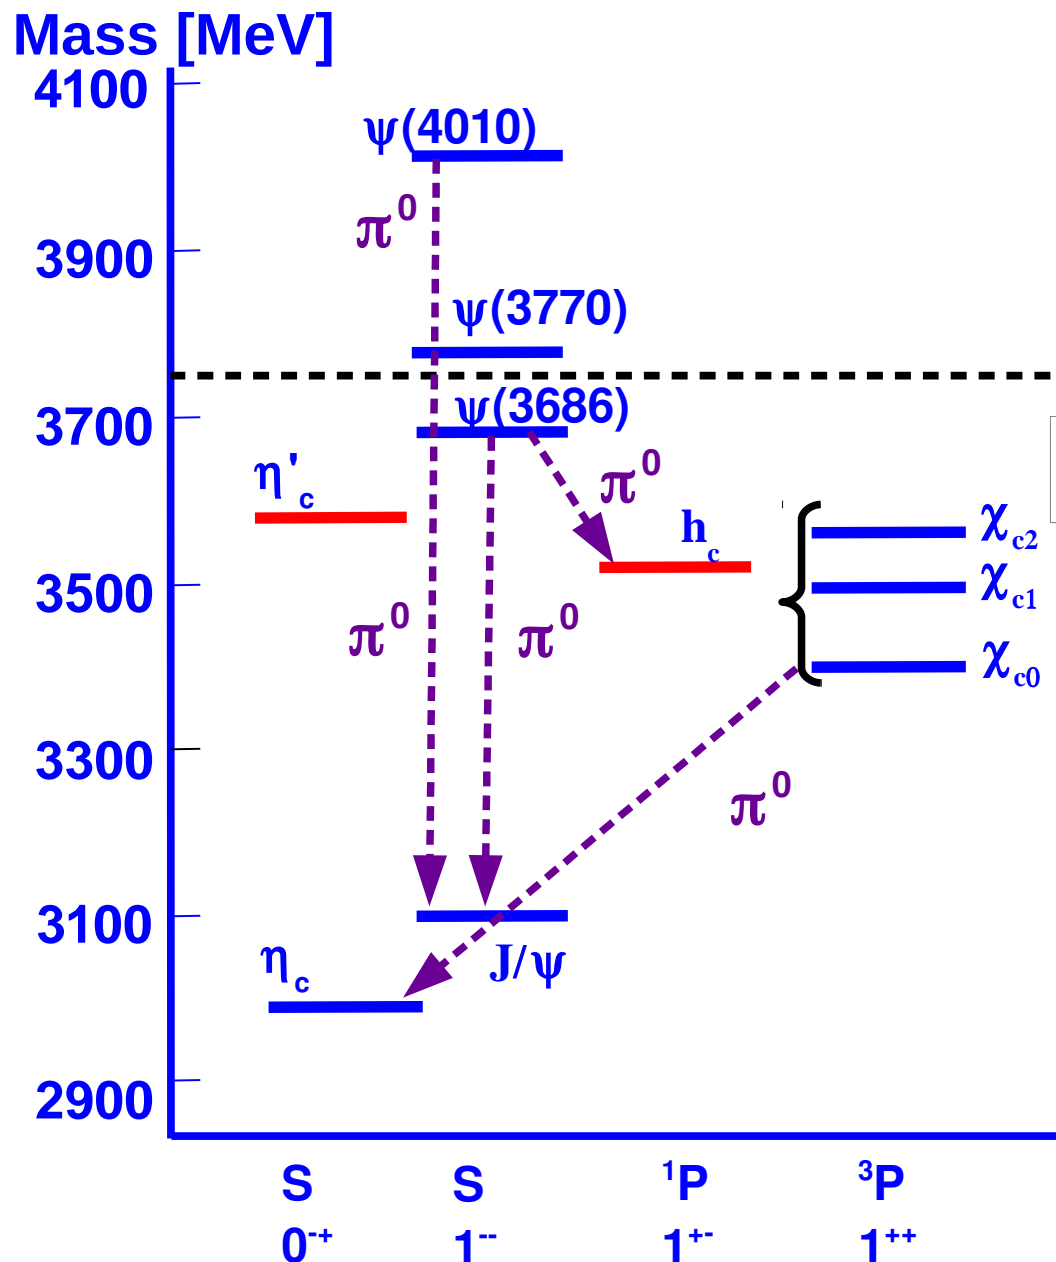 Mass [MeV]
4100
ψ(4010)
π⁰
3900
ψ(3770)
ψ(3686)
3700
η'c
π⁰
hc
χc2
χc1
3500
π⁰
π⁰
χc0
3300
π⁰
3100
ηc
J/ψ
2900
S S ¹P ³P
0⁻⁺ 1⁻⁻ 1⁺⁻ 1⁺⁺